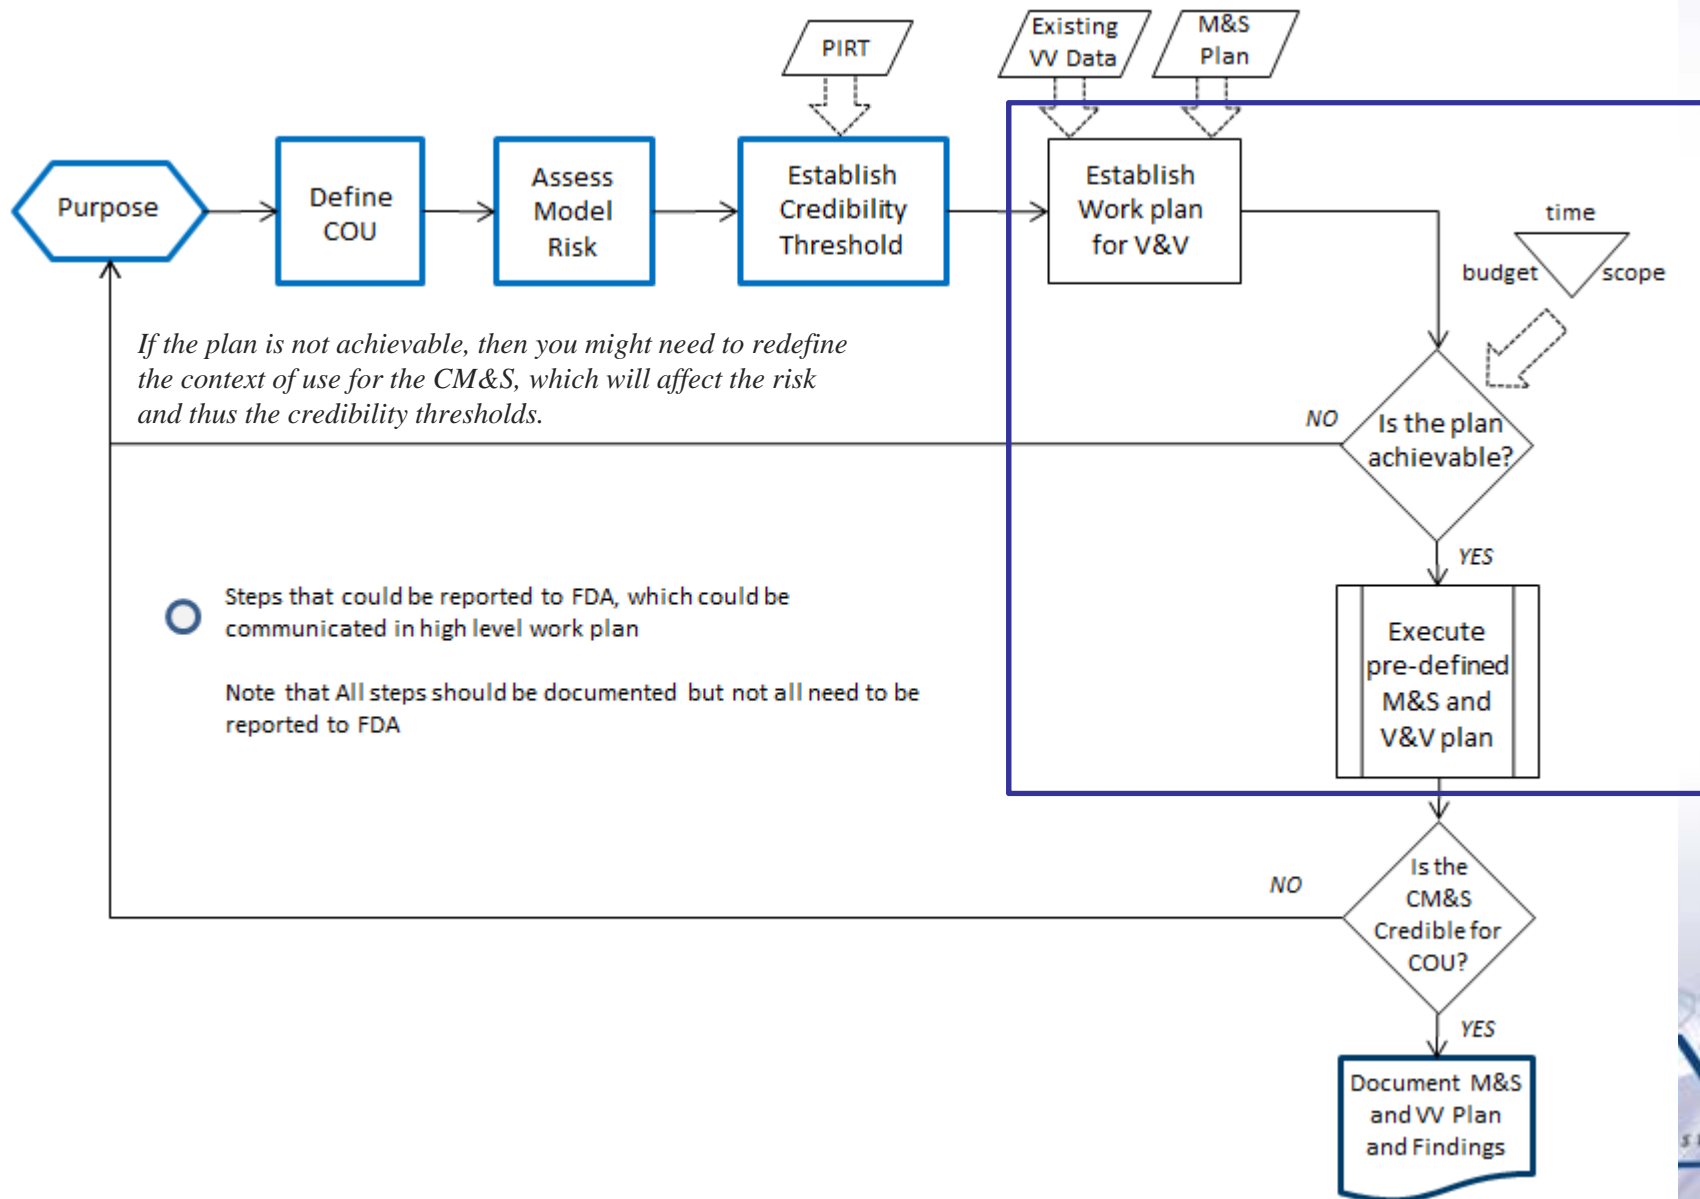 PIRT
Existing
VV Data
M&S
Plan
Purpose
Define
COU
Assess
Model
Risk
Establish
Credibility
Threshold
Establish
Work plan
for V&V
time
budget
scope
If the plan is not achievable, then you might need to redefine
the context of use for the CM&S, which will affect the risk
and thus the credibility thresholds.
NO
Is the plan
achievable?
YES
Steps that could be reported to FDA, which could be
communicated in high level work plan
Note that All steps should be documented but not all need to be
reported to FDA
Execute
pre-defined
M&S and
V&V plan
NO
Is the
CM&S
Credible for
COU?
YES
Document M&S
and VV Plan
and Findings